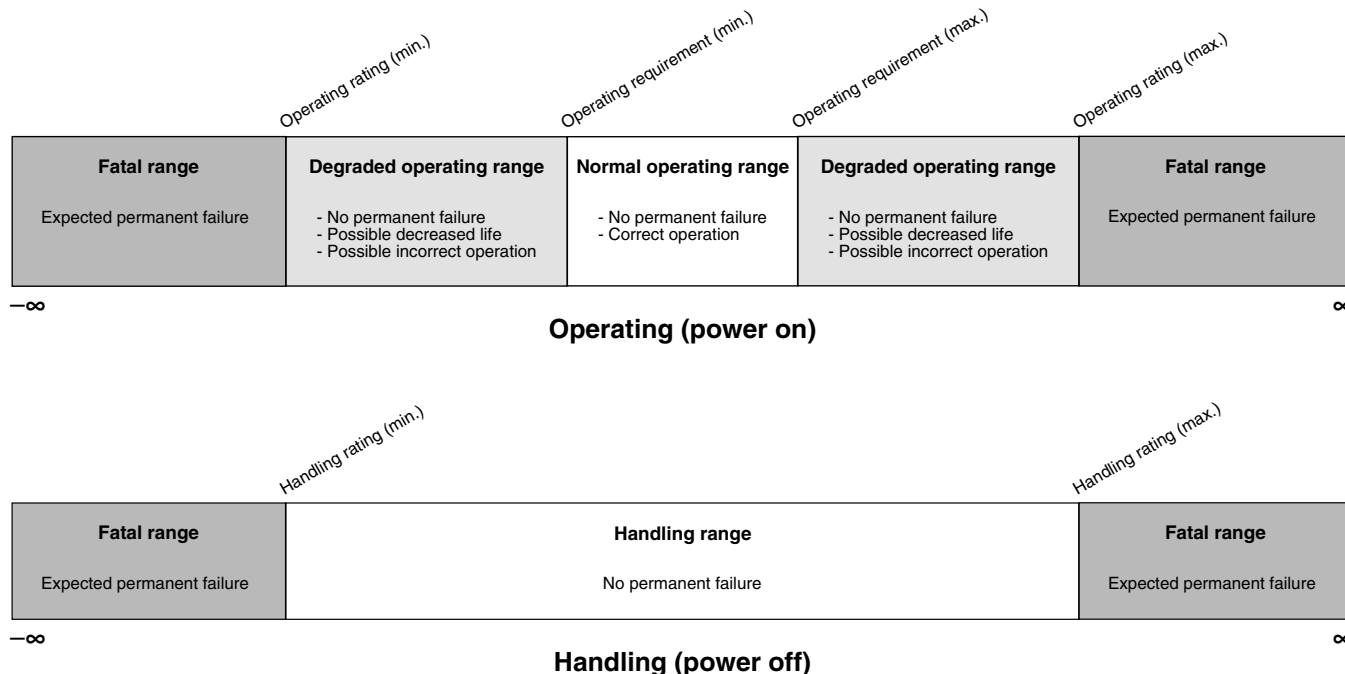 Operating rating (min.)
Operating requirement (min.)
Operating requirement (max.)
Operating rating (max.)
Fatal range
Expected permanent failure
Degraded operating range
- No permanent failure
- Possible decreased life
- Possible incorrect operation
Normal operating range
- No permanent failure
- Correct operation
Degraded operating range
- No permanent failure
- Possible decreased life
- Possible incorrect operation
Fatal range
Expected permanent failure
–∞
∞
Operating (power on)
Handling rating (min.)
Handling rating (max.)
Fatal range
Expected permanent failure
Handling range
No permanent failure
Fatal range
Expected permanent failure
–∞
∞
Handling (power off)